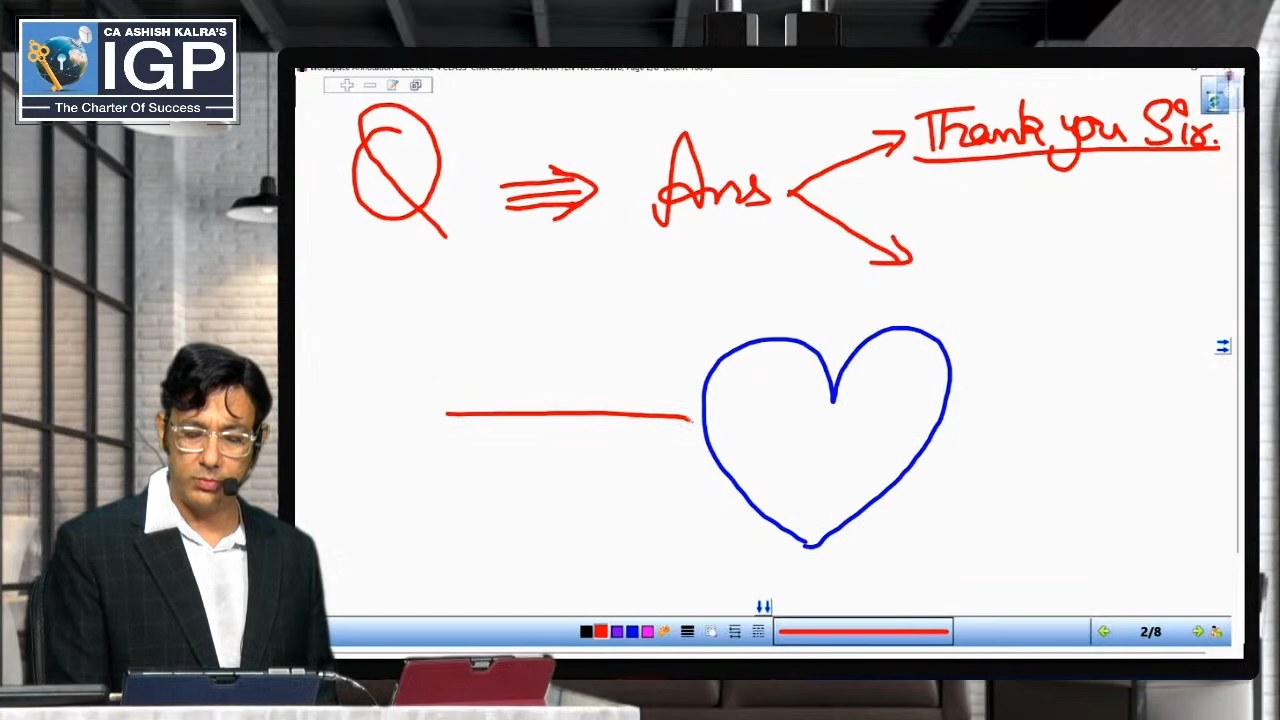 CA ASHISH KALRA'S
IGP
The Charter Of Success
Q
Ans
Thank you Sir.
2/8